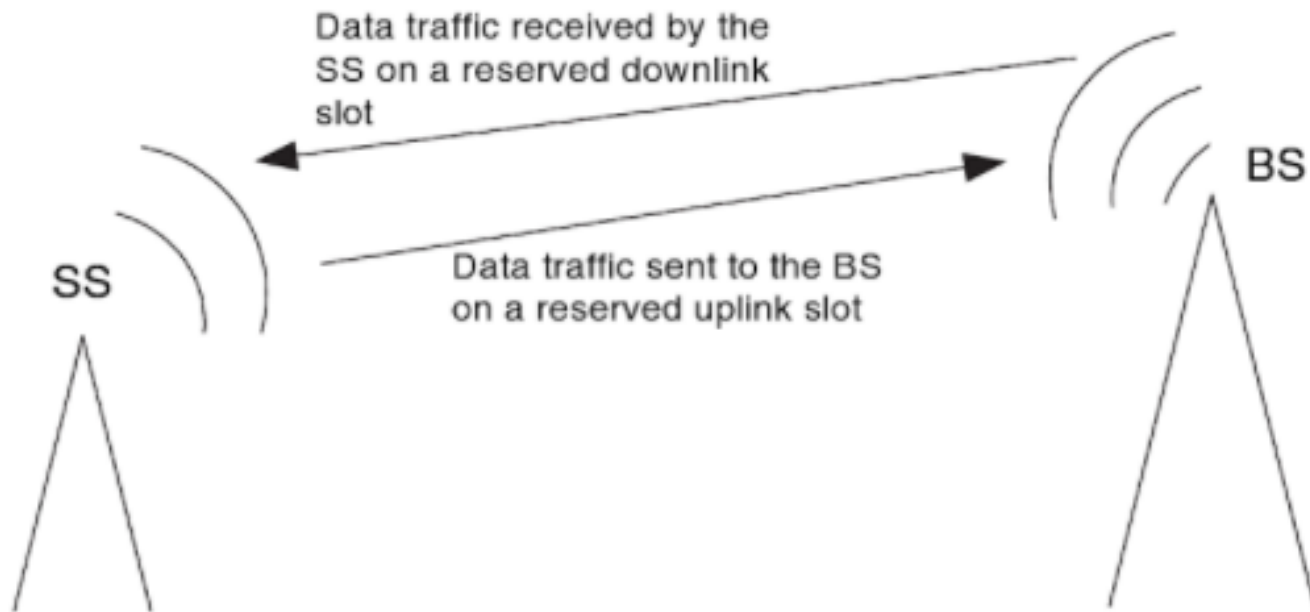 Data traffic received by the
SS on a reserved downlink
slot
BS
SS
Data traffic sent to the BS
on a reserved uplink slot